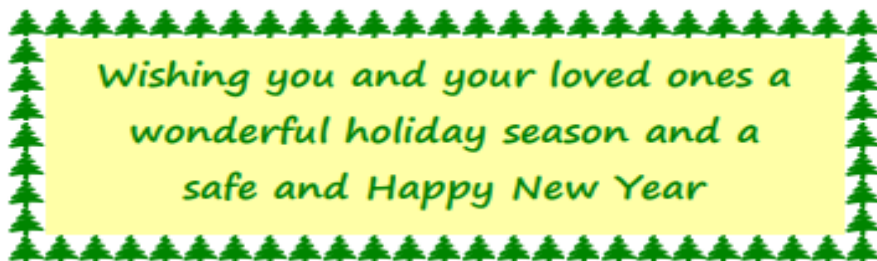 Wishing you and your loved ones a
wonderful holiday season and a
safe and Happy New Year